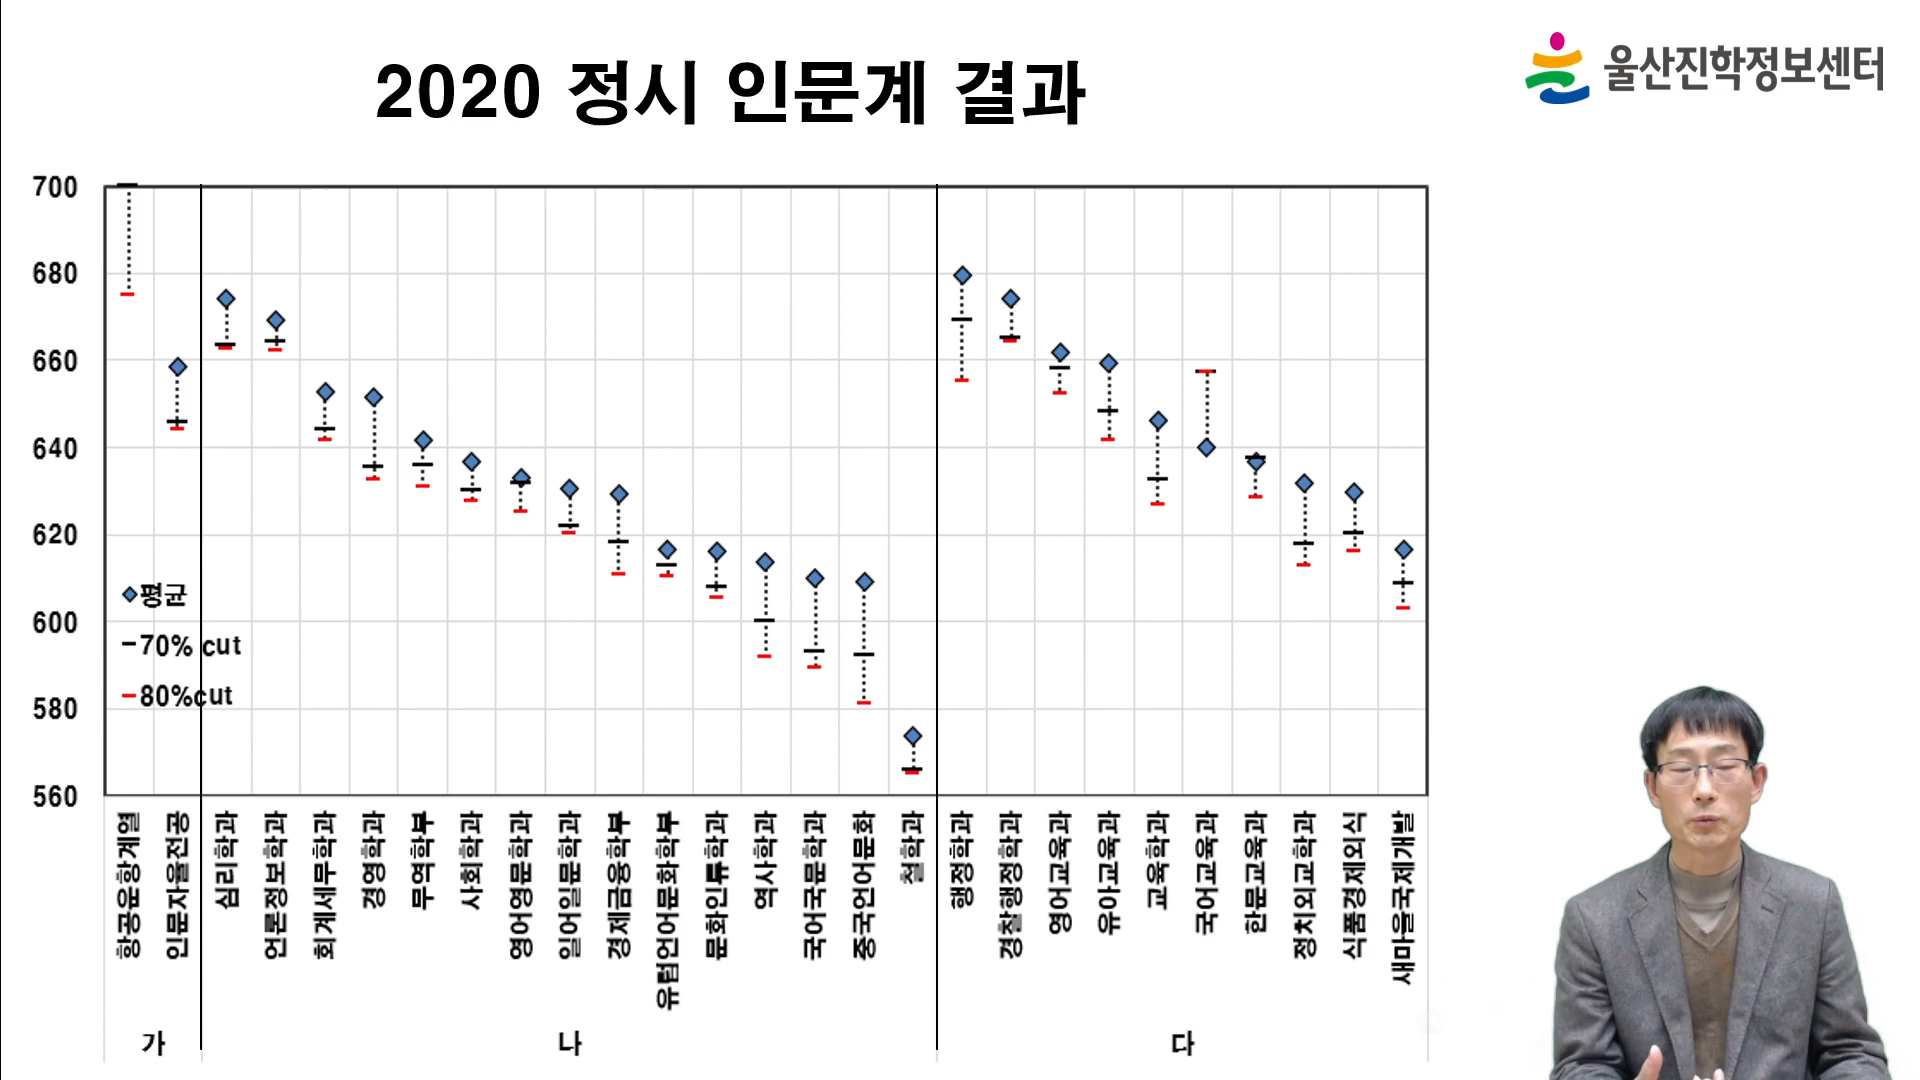 2020 정시 인문계 결과
울산진학정보센터
700
680
660
640
620
600
580
560
평균
70% cut
80%cut
항공운항계열
인문자율전공
심리학과
언론정보학과
회계세무학과
경영학과
무역학부
사회학과
영어영문학과
일어일문학과
경제금융학부
유럽언어문화학부
문화인류학과
역사학과
국어국문학과
중국언어문화
철학과
행정학과
경찰행정학과
영어교육과
유아교육과
교육학과
국어교육과
한문교육과
정치외교학과
식품경제외식
새마을국제개발
가
나
다